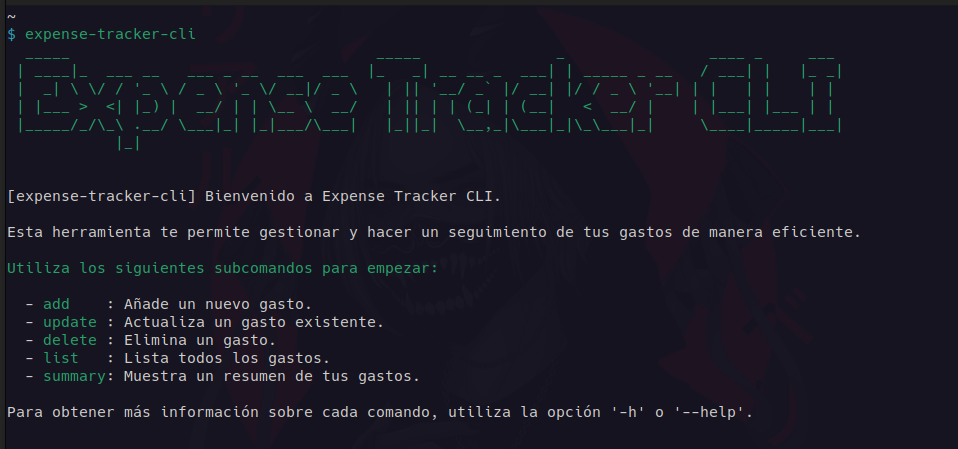 ~
$ expense-tracker-cli
Expense Tracker CLI
[expense-tracker-cli] Bienvenido a Expense Tracker CLI.
Esta herramienta te permite gestionar y hacer un seguimiento de tus gastos de manera eficiente.
Utiliza los siguientes subcomandos para empezar:
- add    : Añade un nuevo gasto.
- update : Actualiza un gasto existente.
- delete : Elimina un gasto.
- list   : Lista todos los gastos.
- summary: Muestra un resumen de tus gastos.
Para obtener más información sobre cada comando, utiliza la opción '-h' o '--help'.